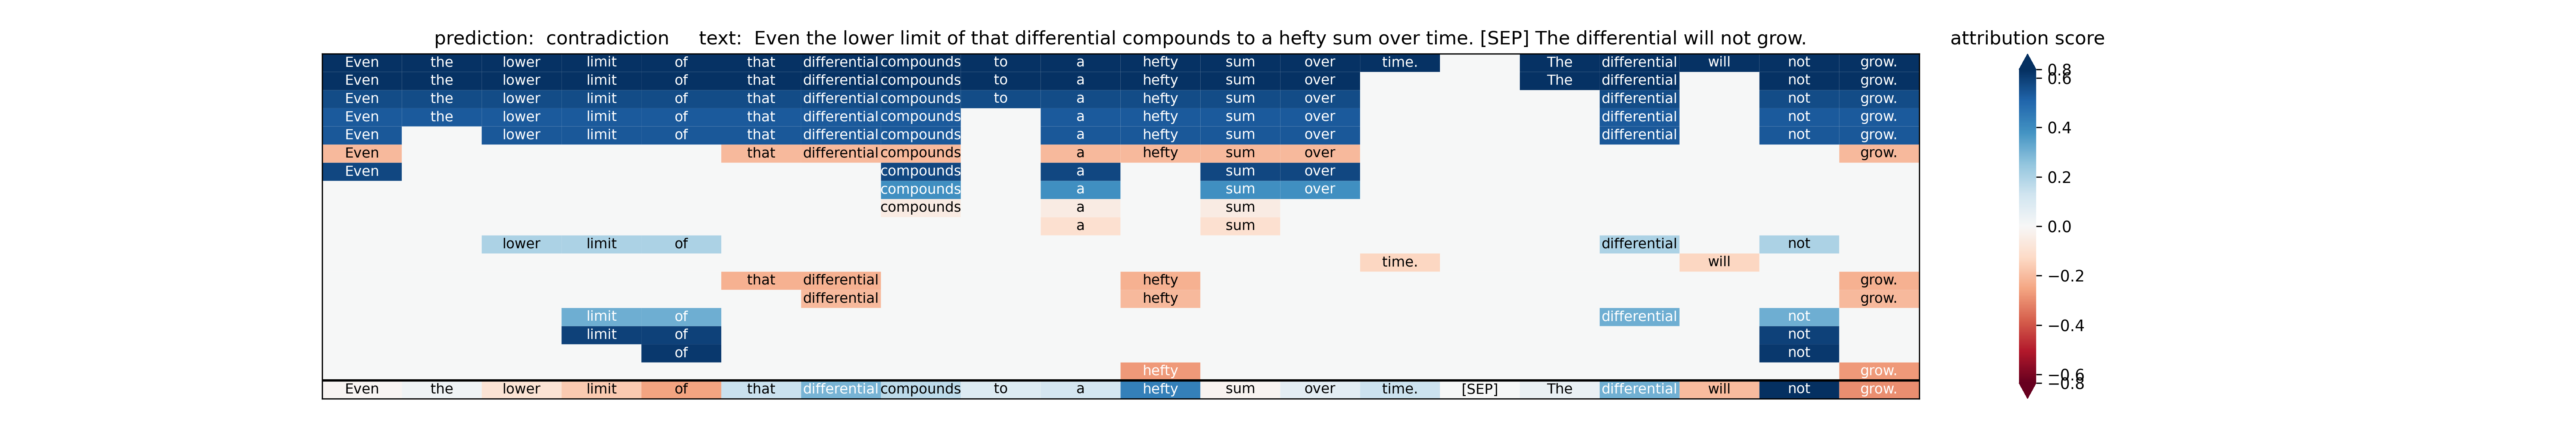 prediction:  contradiction     text:  Even the lower limit of that differential compounds to a hefty sum over time. [SEP] The differential will not grow.
attribution score
Even the lower limit of that differential compounds to a hefty sum over time. The differential will not grow.
Even the lower limit of that differential compounds to a hefty sum over The differential not grow.
Even the lower limit of that differential compounds to a hefty sum over differential not grow.
Even the lower limit of that differential compounds a hefty sum over differential not grow.
Even lower limit of that differential compounds a hefty sum over differential not grow.
Even that differential compounds a hefty sum over grow.
Even compounds a sum over
compounds a sum over
compounds a sum
a sum
lower limit of differential not
time. will
that differential hefty grow.
differential hefty grow.
limit of differential not
limit of not
of not
hefty grow.
Even the lower limit of that differential compounds to a hefty sum over time. [SEP] The differential will not grow.
0.8
0.6
0.4
0.2
0.0
−0.2
−0.4
−0.6
−0.8